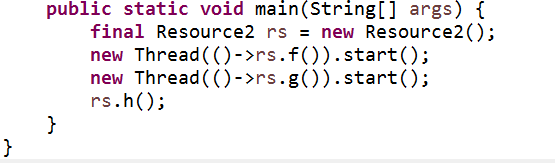 public static void main(String[] args) {
final Resource2 rs = new Resource2();
new Thread(()->rs.f()).start();
new Thread(()->rs.g()).start();
rs.h();
}
}